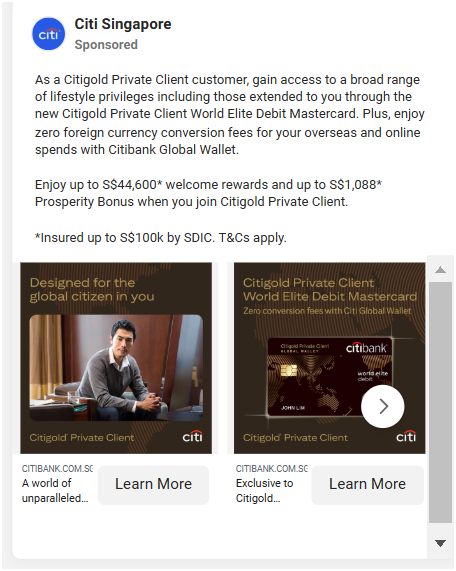 citi
Citi Singapore
Sponsored
As a Citigold Private Client customer, gain access to a broad range
of lifestyle privileges including those extended to you through the
new Citigold Private Client World Elite Debit Mastercard. Plus, enjoy
zero foreign currency conversion fees for your overseas and online
spends with Citibank Global Wallet.
Enjoy up to S$44,600* welcome rewards and up to S$1,088*
Prosperity Bonus when you join Citigold Private Client.
*Insured up to S$100k by SDIC. T&Cs apply.
Designed for the
global citizen in you
Citigold® Private Client
citi
CITIBANK.COM.SG
A world of
unparalleled...
Learn More
Citigold Private Client
World Elite Debit Mastercard
Zero conversion fees with Citi Global Wallet
Citigold Private Client
GLOBAL WALLET
citibank
world elite
debit
JOHN LIM
Citigold® Private Client
citi
CITIBANK.COM.SG
Exclusive to
Citigold...
Learn More